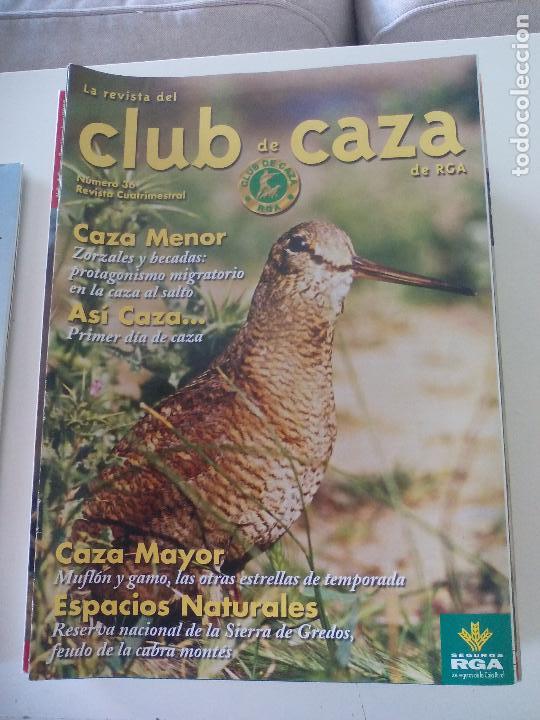 La revista del
club de caza
de RGA
Número 36
Revista Cuatrimestral
CLUB DE CAZA
RGA
Caza Menor
Zorzales y becadas:
protagonismo migratorio
en la caza al salto
Así Caza...
Primer día de caza
Caza Mayor
Muflón y gamo, las otras estrellas de temporada
Espacios Naturales
Reserva nacional de la Sierra de Gredos,
feudo de la cabra montés
SEGUROS
RGA
todocoleccion